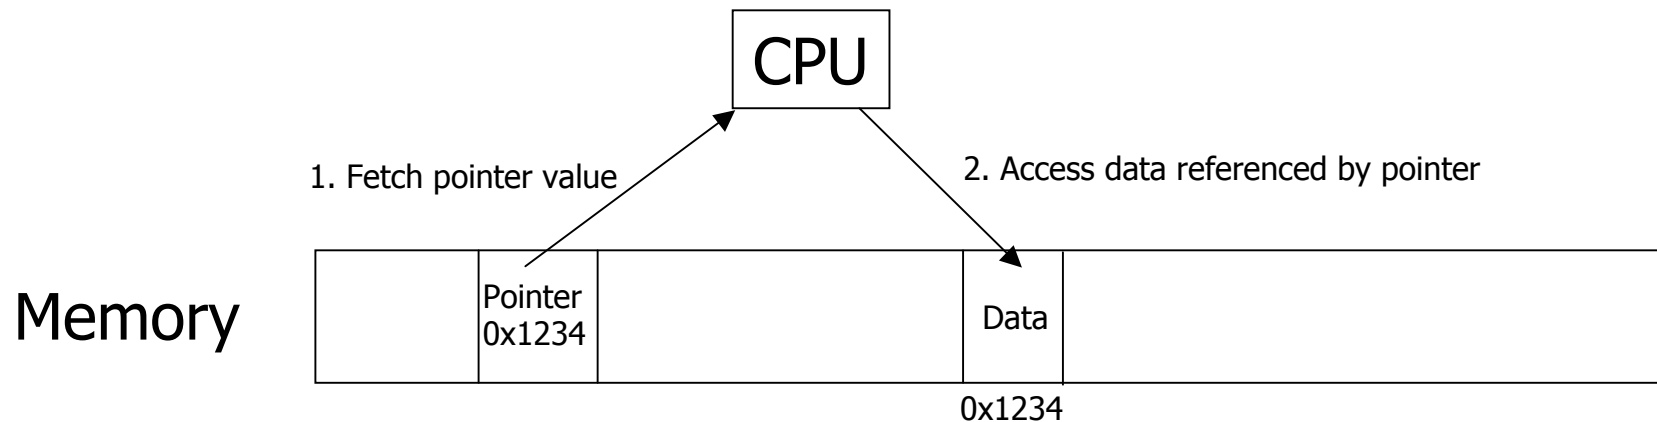 CPU
1. Fetch pointer value
2. Access data referenced by pointer
Memory
Pointer
0x1234
Data
0x1234